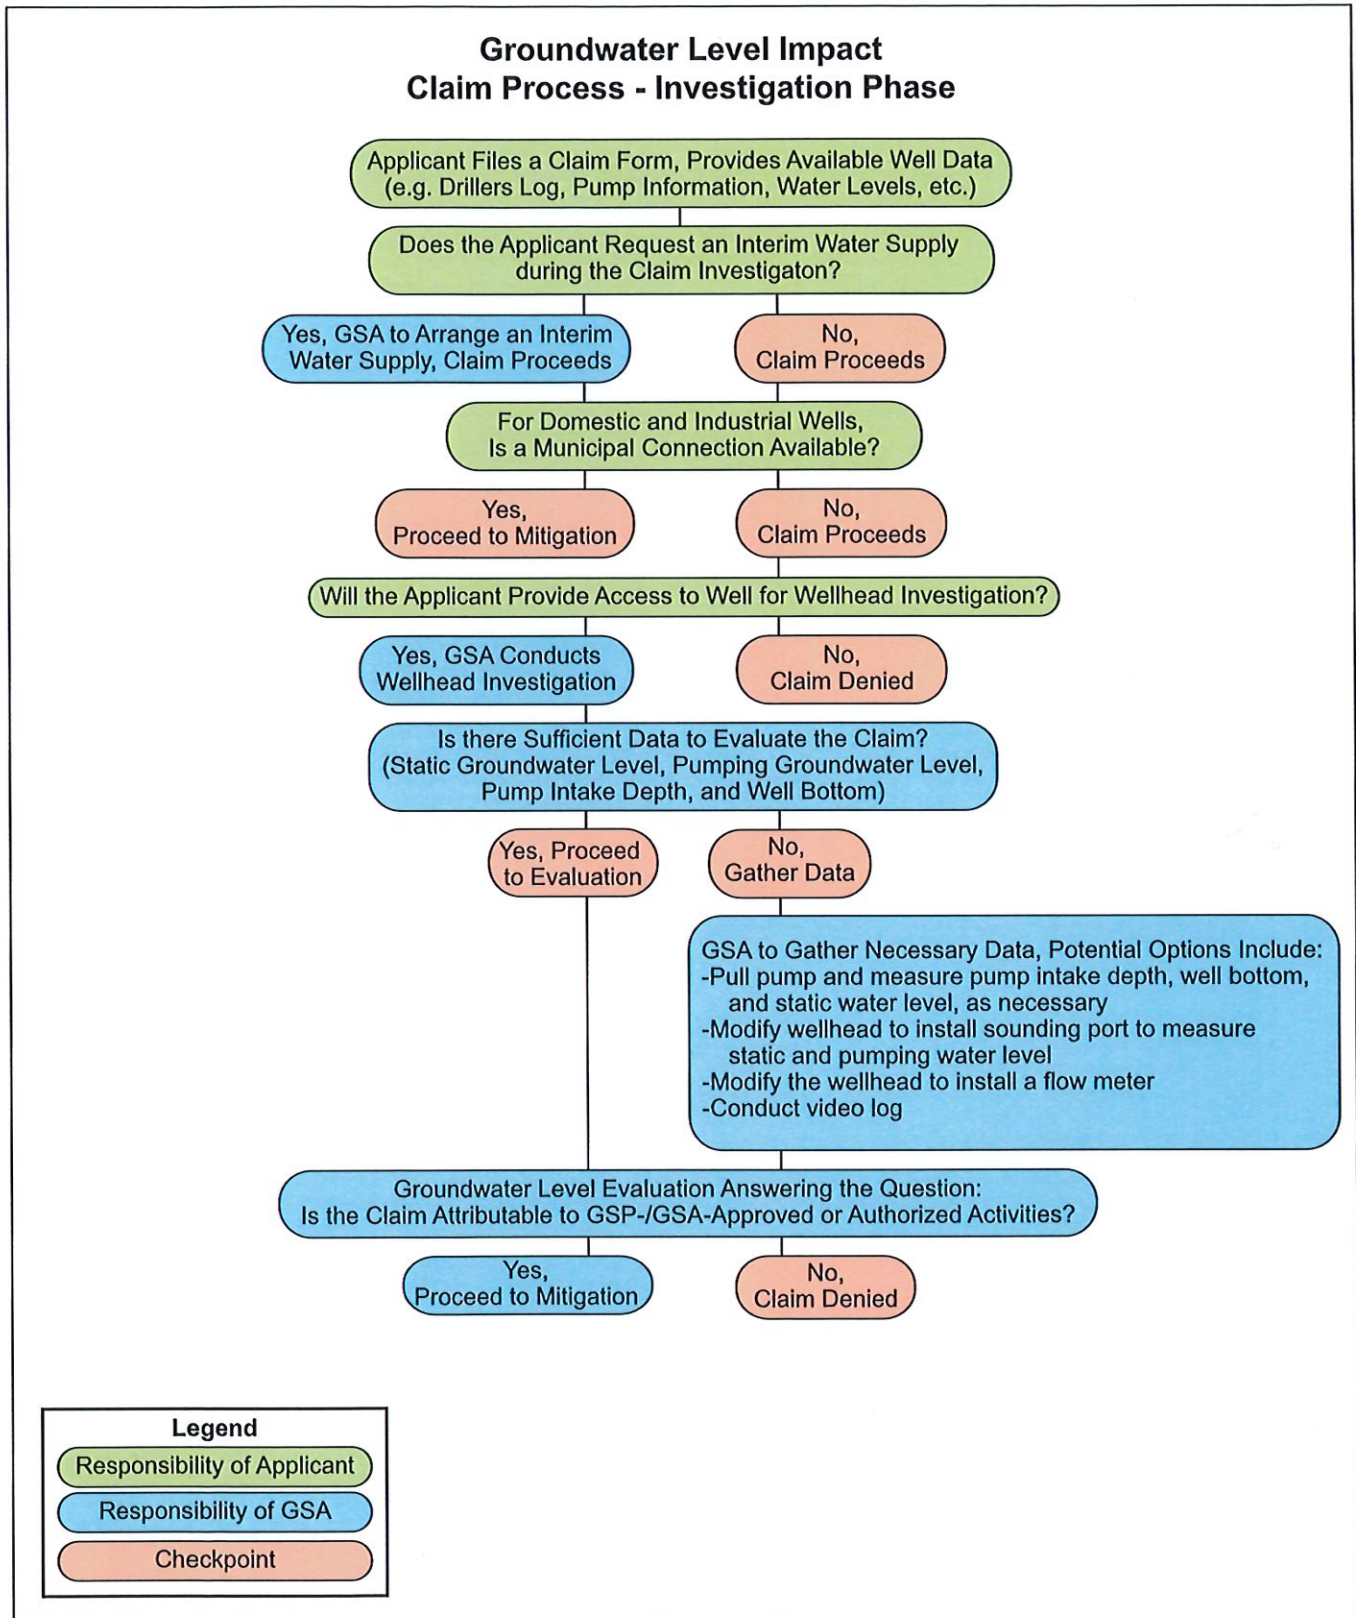 Groundwater Level Impact
Claim Process - Investigation Phase
Applicant Files a Claim Form, Provides Available Well Data
(e.g. Drillers Log, Pump Information, Water Levels, etc.)
Does the Applicant Request an Interim Water Supply
during the Claim Investigaton?
Yes, GSA to Arrange an Interim
Water Supply, Claim Proceeds
No,
Claim Proceeds
For Domestic and Industrial Wells,
Is a Municipal Connection Available?
Yes,
Proceed to Mitigation
No,
Claim Proceeds
Will the Applicant Provide Access to Well for Wellhead Investigation?
Yes, GSA Conducts
Wellhead Investigation
No,
Claim Denied
Is there Sufficient Data to Evaluate the Claim?
(Static Groundwater Level, Pumping Groundwater Level,
Pump Intake Depth, and Well Bottom)
Yes, Proceed
to Evaluation
No,
Gather Data
GSA to Gather Necessary Data, Potential Options Include:
-Pull pump and measure pump intake depth, well bottom,
and static water level, as necessary
-Modify wellhead to install sounding port to measure
static and pumping water level
-Modify the wellhead to install a flow meter
-Conduct video log
Groundwater Level Evaluation Answering the Question:
Is the Claim Attributable to GSP-/GSA-Approved or Authorized Activities?
Yes,
Proceed to Mitigation
No,
Claim Denied
Legend
Responsibility of Applicant
Responsibility of GSA
Checkpoint